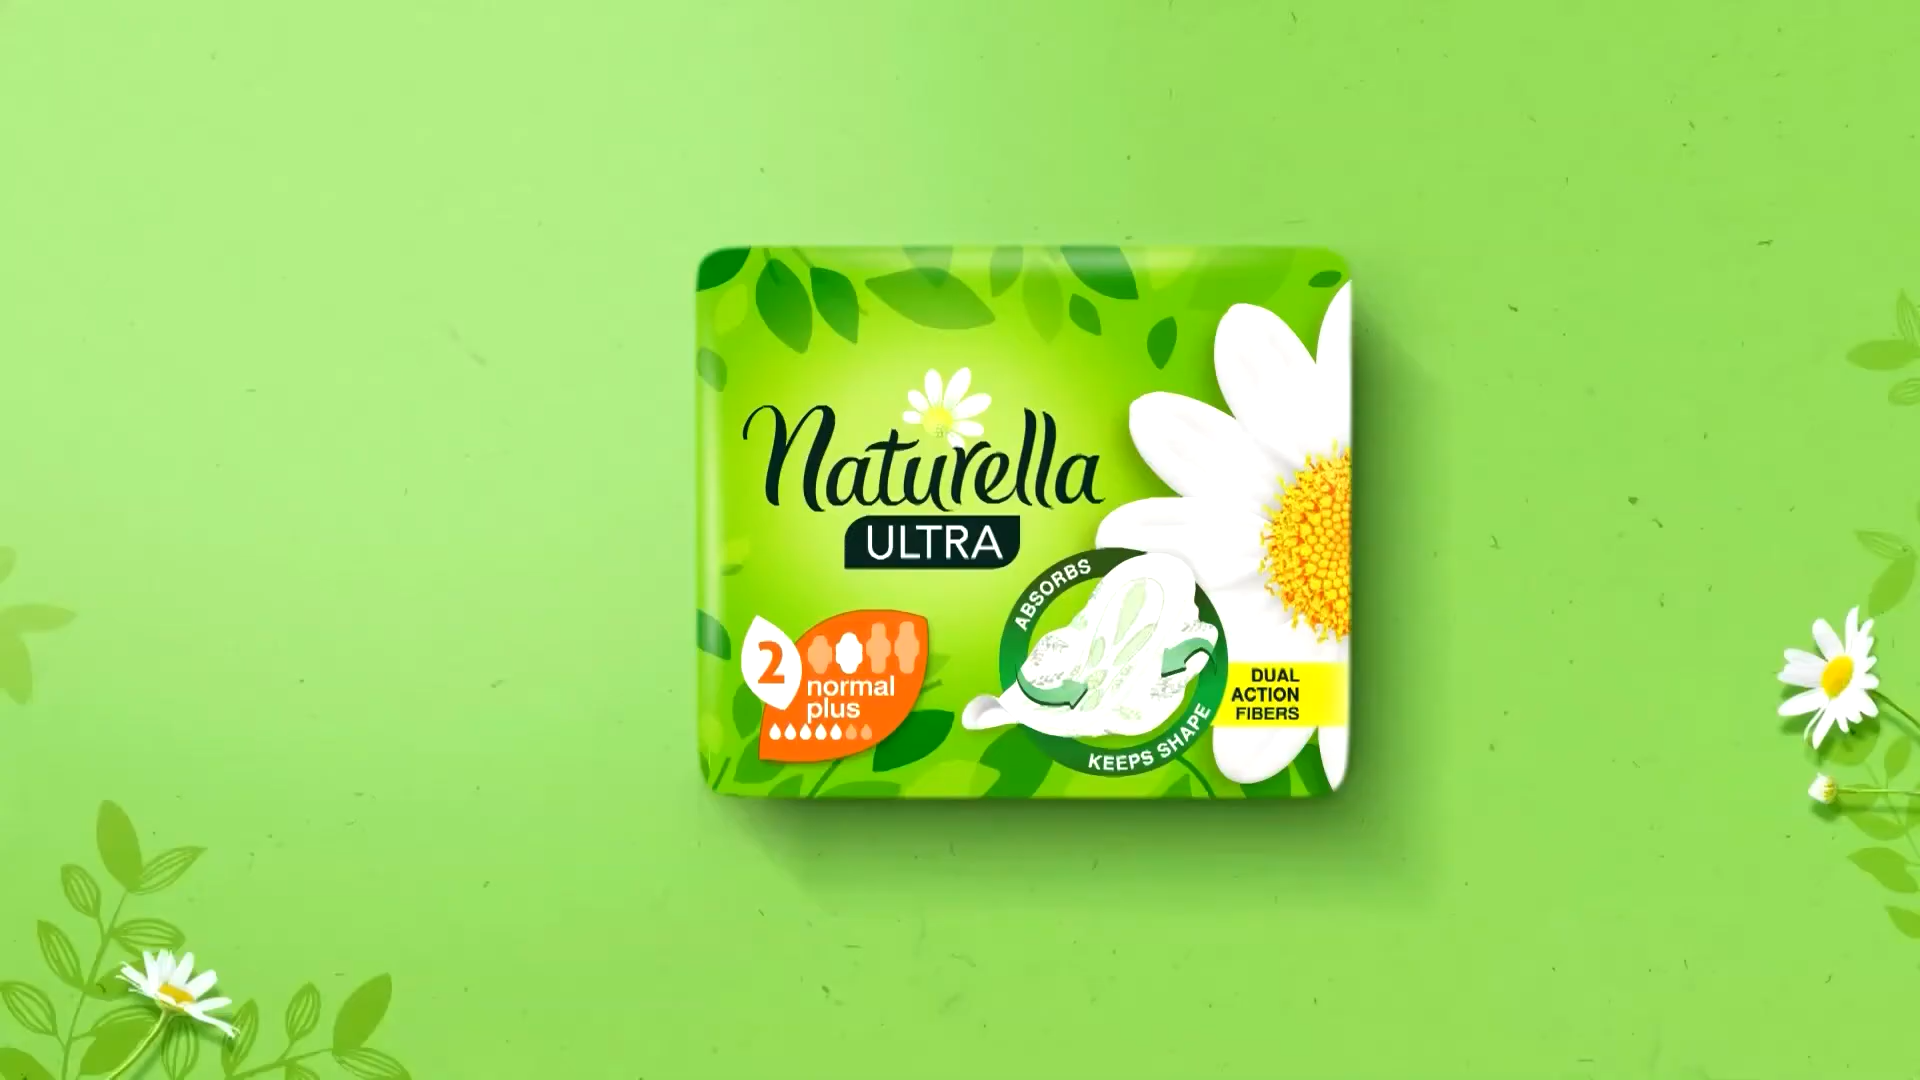 Naturella
ULTRA
ABSORBS
2
normal
plus
KEEPS SHAPE
DUAL
ACTION
FIBERS